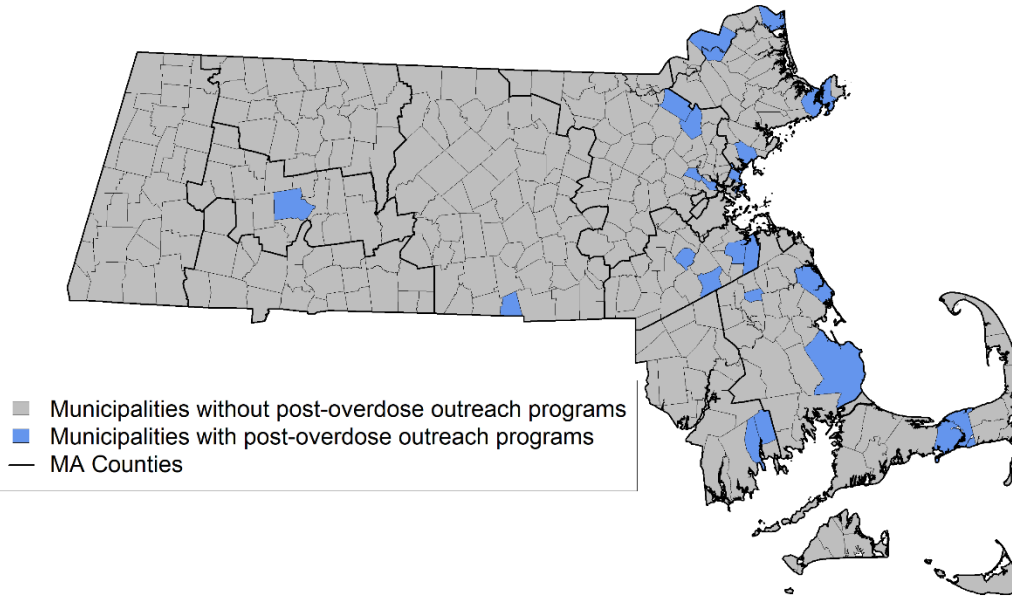 Municipalities without post-overdose outreach programs
Municipalities with post-overdose outreach programs
MA Counties